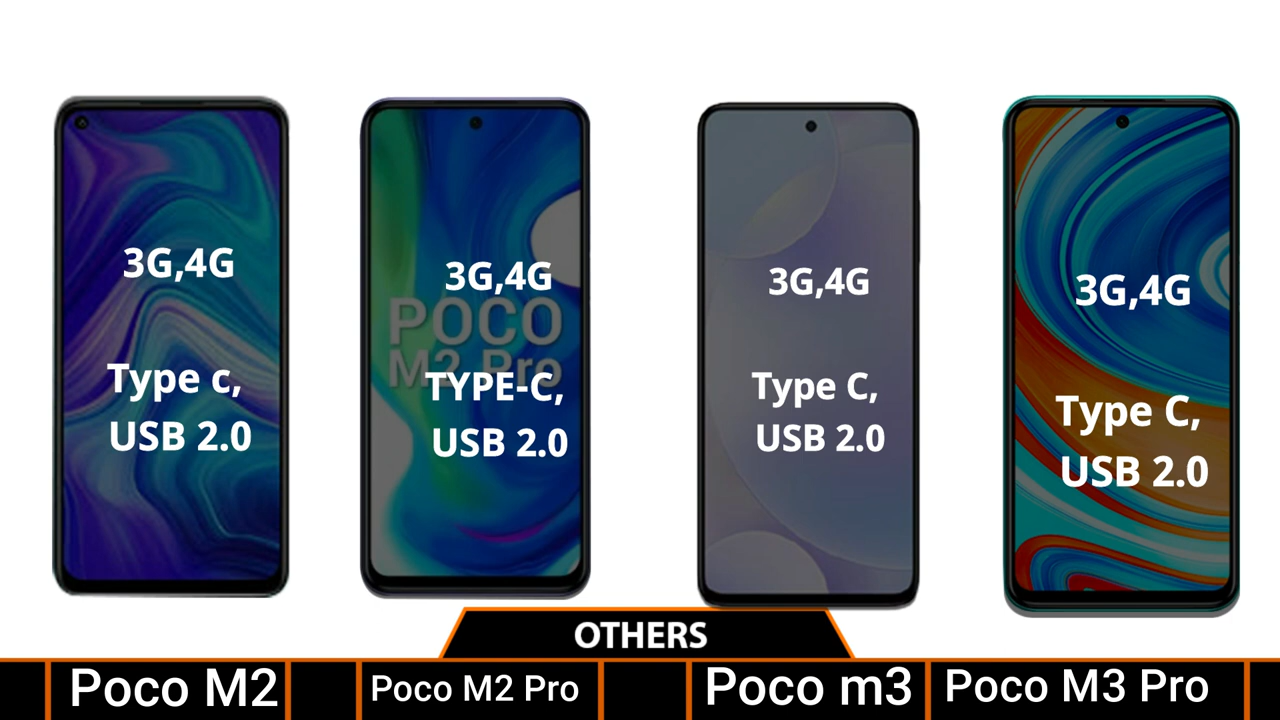 3G,4G
Type c,
USB 2.0
3G,4G
POCO
M2 Pro
TYPE-C,
USB 2.0
3G,4G
Type C,
USB 2.0
3G,4G
Type C,
USB 2.0
OTHERS
Poco M2
Poco M2 Pro
Poco m3
Poco M3 Pro